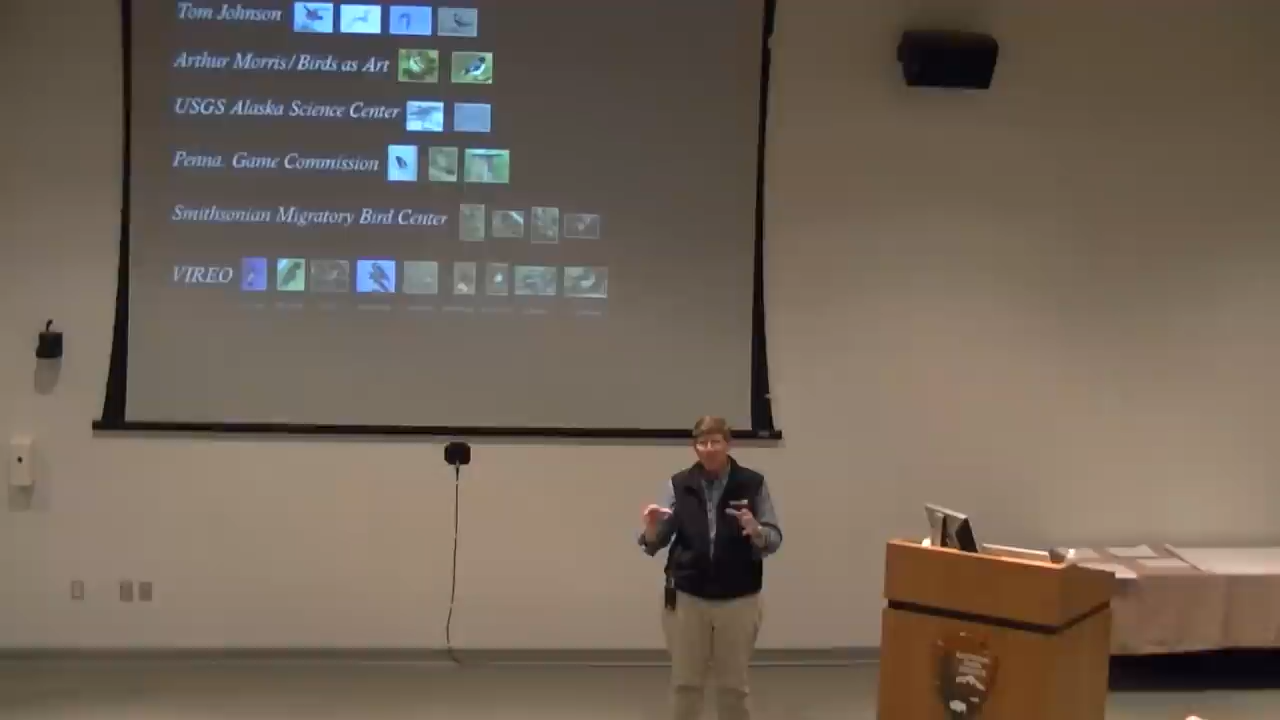 Tom Johnson
Arthur Morris/Birds as Art
USGS Alaska Science Center
Penna. Game Commission
Smithsonian Migratory Bird Center
VIREO